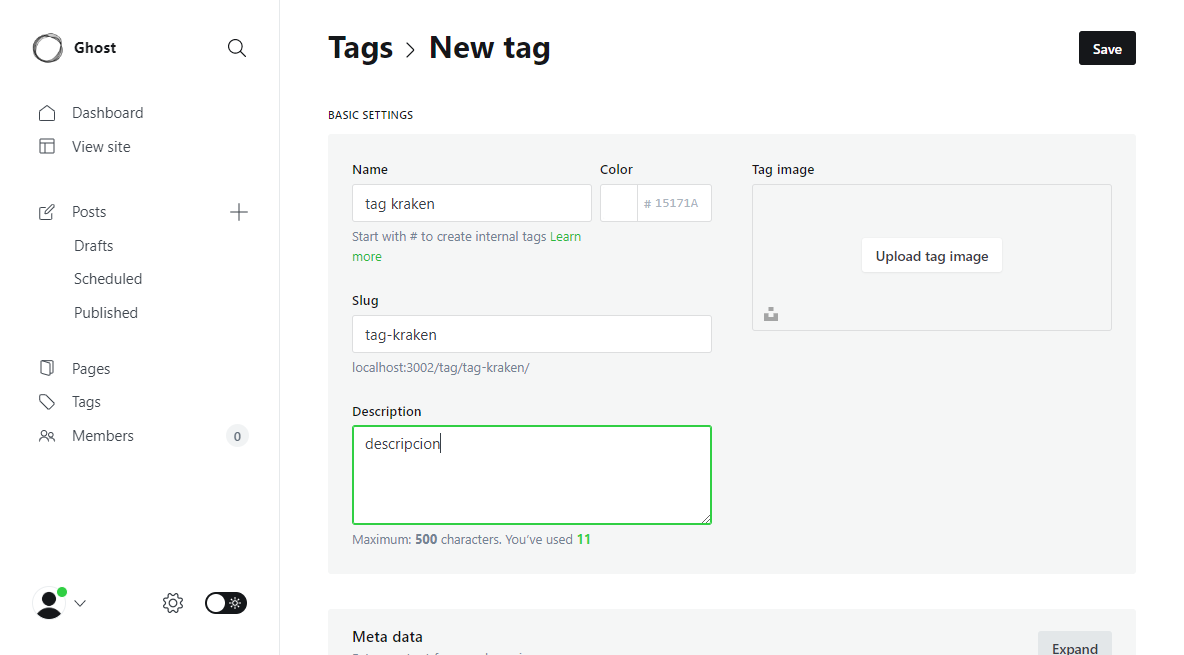 Ghost
Dashboard
View site
Posts
Drafts
Scheduled
Published
Pages
Tags
Members
0
Tags > New tag
Save
BASIC SETTINGS
Name
Color
Tag image
tag kraken
# 15171A
Start with # to create internal tags Learn
more
Upload tag image
Slug
tag-kraken
localhost:3002/tag/tag-kraken/
Description
descripcion
Maximum: 500 characters. You've used 11
Meta data
Expand